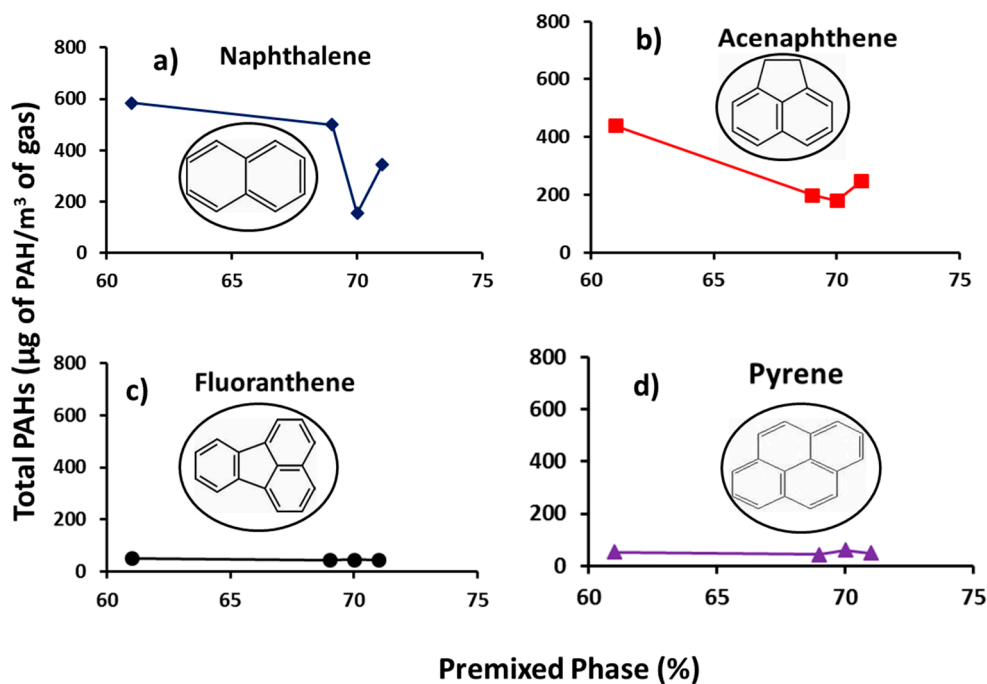 Total PAHs (µg of PAH/m³ of gas)
a)
Naphthalene
800
600
400
200
0
60 65 70 75
b)
Acenaphthene
800
600
400
200
0
60 65 70 75
c)
Fluoranthene
800
600
400
200
0
60 65 70 75
d)
Pyrene
800
600
400
200
0
60 65 70 75
Premixed Phase (%)